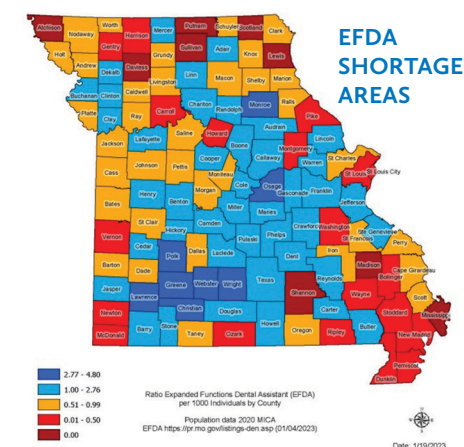 EFDA
SHORTAGE
AREAS
Atchison
Nodaway
Worth
Harrison
Mercer
Putnam
Schuyler
Scotland
Clark
Gentry
Sullivan
Adair
Knox
Lewis
Holt
Andrew
Dekalb
Daviess
Grundy
Livingston
Linn
Macon
Shelby
Marion
Buchanan
Clinton
Caldwell
Chariton
Randolph
Monroe
Ralls
Platte
Clay
Ray
Carroll
Pike
Audrain
Saline
Howard
Boone
Montgomery
Lincoln
Jackson
Lafayette
Cooper
Callaway
Warren
St Charles
St Louis
St Louis City
Cass
Johnson
Pettis
Moniteau
Cole
Osage
Gasconade
Franklin
Jefferson
Bates
Henry
Benton
Morgan
Miller
Maries
St Clair
Hickory
Camden
Pulaski
Phelps
Crawford
Washington
Ste Genevieve
St Francois
Perry
Vernon
Cedar
Polk
Dallas
Laclede
Dent
Iron
Madison
Cape Girardeau
Bollinger
Barton
Dade
Greene
Webster
Wright
Texas
Shannon
Reynolds
Wayne
Scott
Jasper
Lawrence
Christian
Douglas
Howell
Carter
Butler
Stoddard
Mississippi
Newton
Barry
Stone
Taney
Ozark
Oregon
Ripley
New Madrid
McDonald
Pemiscot
Dunklin
2.77 - 4.80
1.00 - 2.76
0.51 - 0.99
0.01 - 0.50
0.00
Ratio Expanded Functions Dental Assistant (EFDA)
per 1000 Individuals by County
Population data 2020 MICA
EFDA https://pr.mo.gov/listings-den.asp (01/04/2023)
Date: 1/19/2023